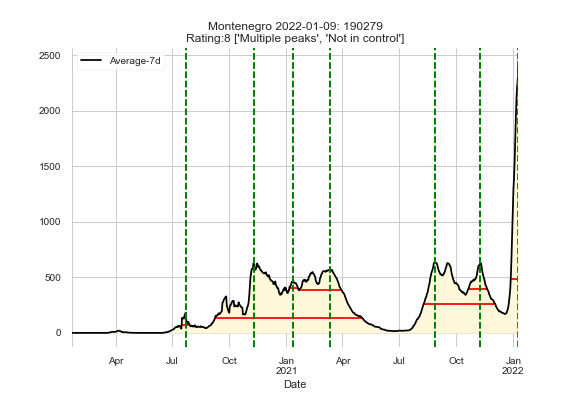 Montenegro 2022-01-09: 190279
Rating:8 ['Multiple peaks', 'Not in control']
Average-7d
2500
2000
1500
1000
500
0
Apr Jul Oct Jan Apr Jul Oct Jan
2021 2022
Date